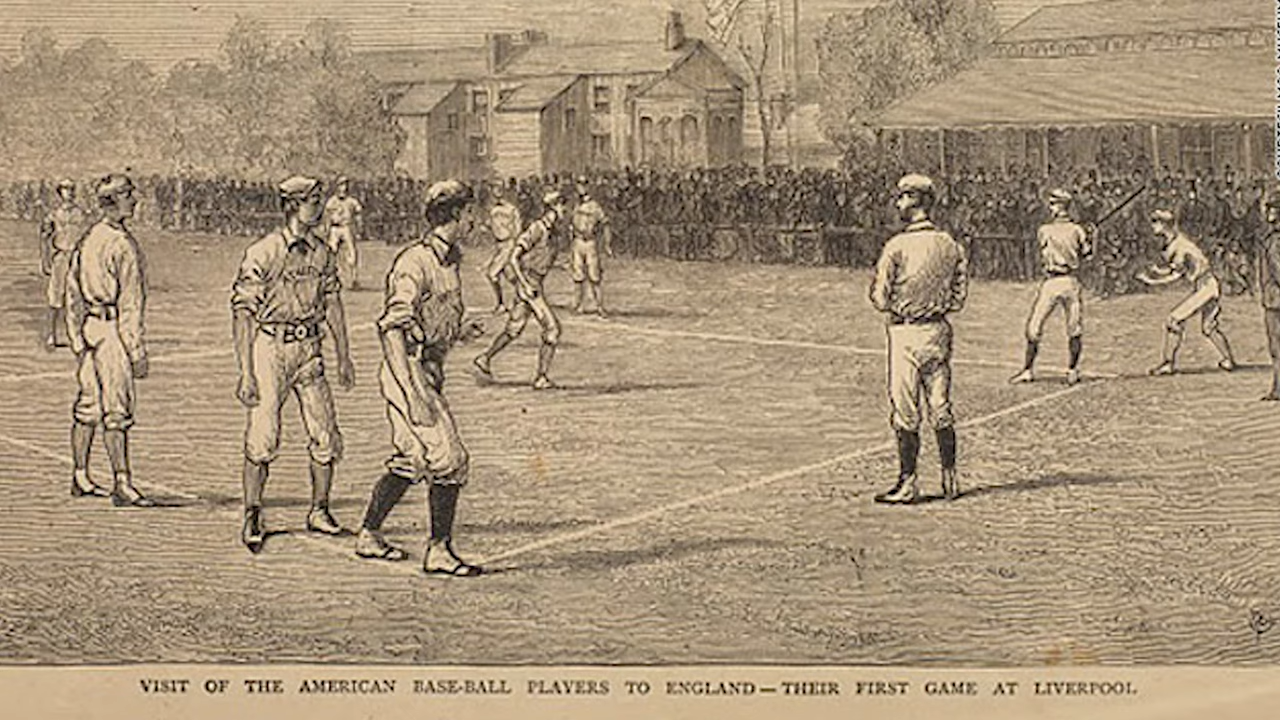 VISIT OF THE AMERICAN BASE-BALL PLAYERS TO ENGLAND — THEIR FIRST GAME AT LIVERPOOL